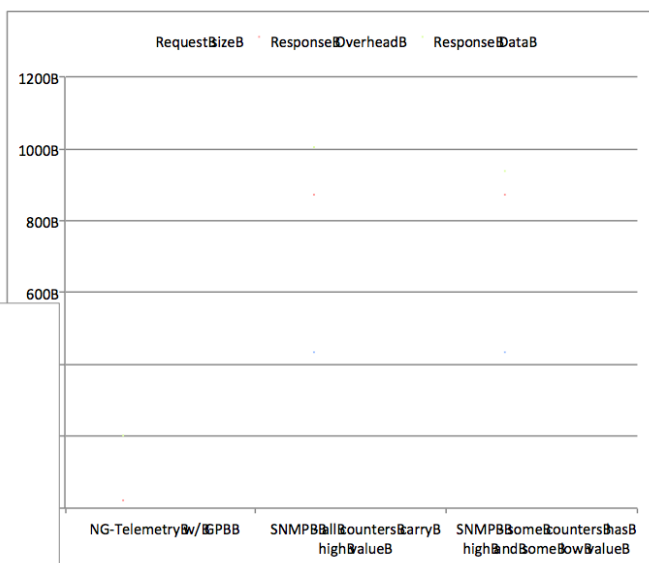 RequestBsizeB ResponseBOverheadB ResponseBDataB
1200B
1000B
800B
600B
NG-TelemetryBw/BGPBB
SNMPBBallBcountersBcarryB
highBvalueB
SNMPBBsomeBcountersBhasB
highBandBsomeBlowBvalueB